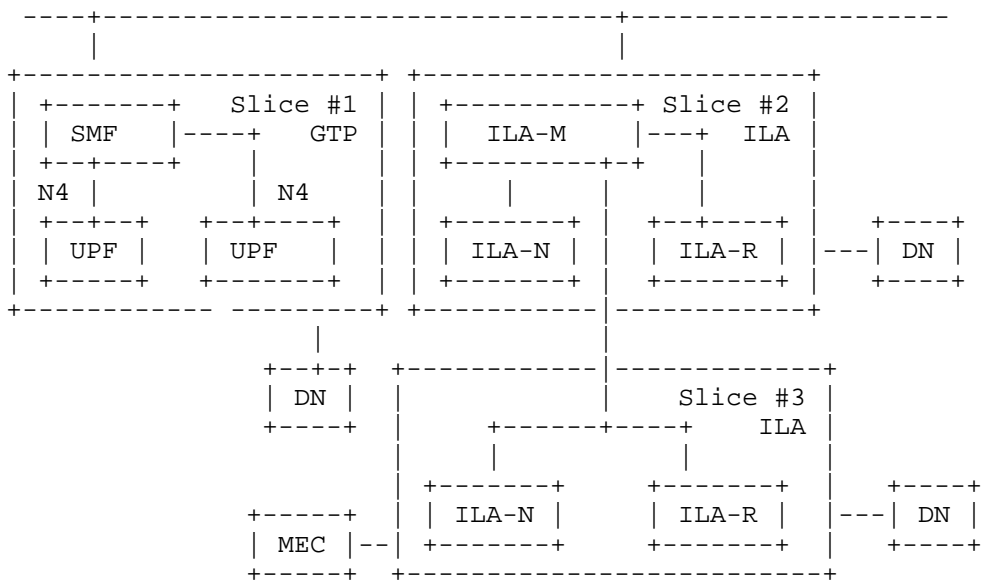 Slice #1 Slice #2
SMF GTP ILA-M ILA
N4 N4
UPF UPF ILA-N ILA-R DN
DN Slice #3
ILA
ILA-N ILA-R DN
MEC